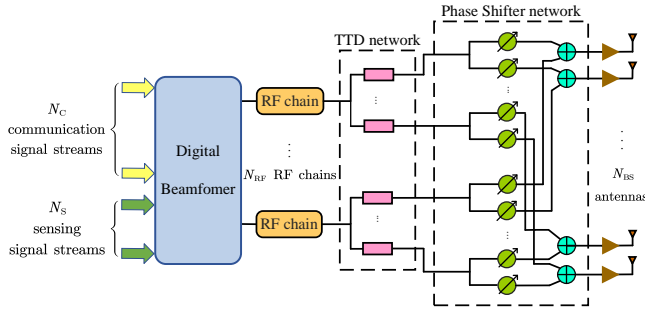 Phase Shifter network
TTD network
N_C
communication
signal streams
N_S
sensing
signal streams
Digital
Beamfomer
RF chain
N_RF RF chains
RF chain
N_BS
antennas